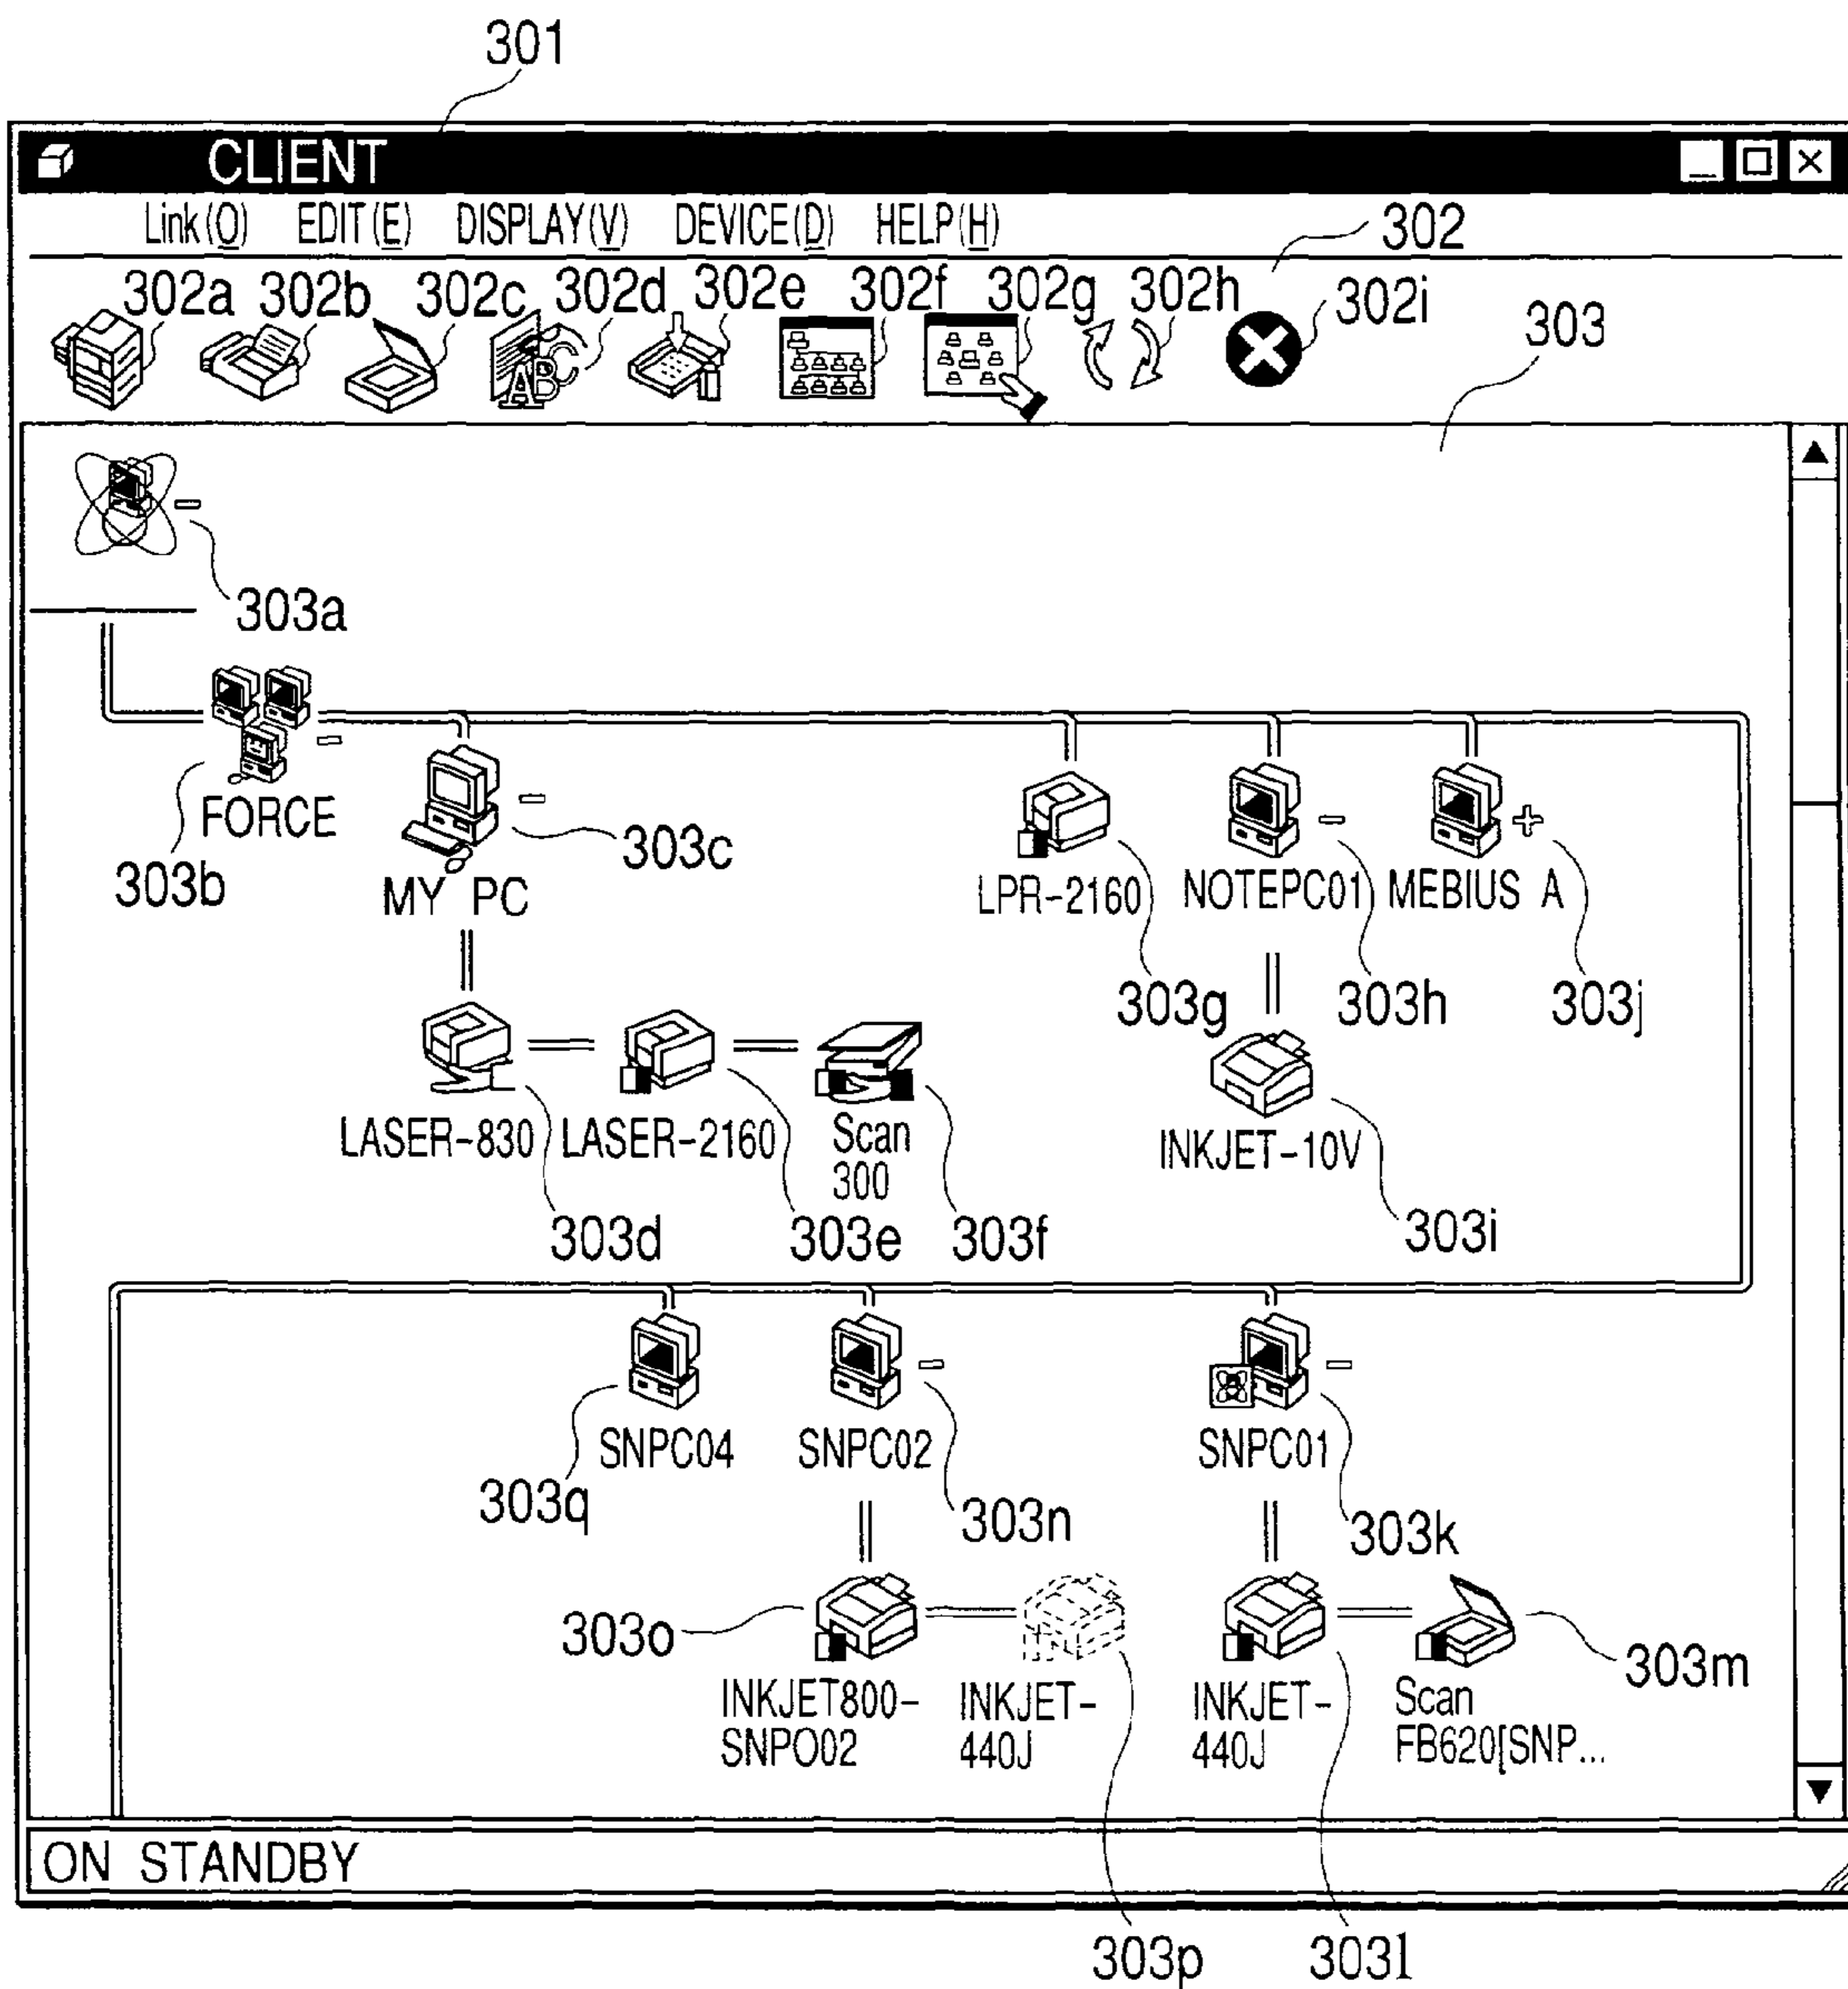 301
CLIENT
Link(O) EDIT(E) DISPLAY(V) DEVICE(D) HELP(H)
302
302a 302b 302c 302d 302e 302f 302g 302h 302i
ABC
303
303a
FORCE
303b
MY PC
303c
LPR-2160
NOTEPC01
MEBIUS A
303g
303h
303j
LASER-830
LASER-2160
Scan
300
INKJET-10V
303d
303e
303f
303i
SNPC04
SNPC02
SNPC01
303q
303n
303k
303o
303m
INKJET800-
SNPO02
INKJET-
440J
INKJET-
440J
Scan
FB620[SNP...
ON STANDBY
303p
303l